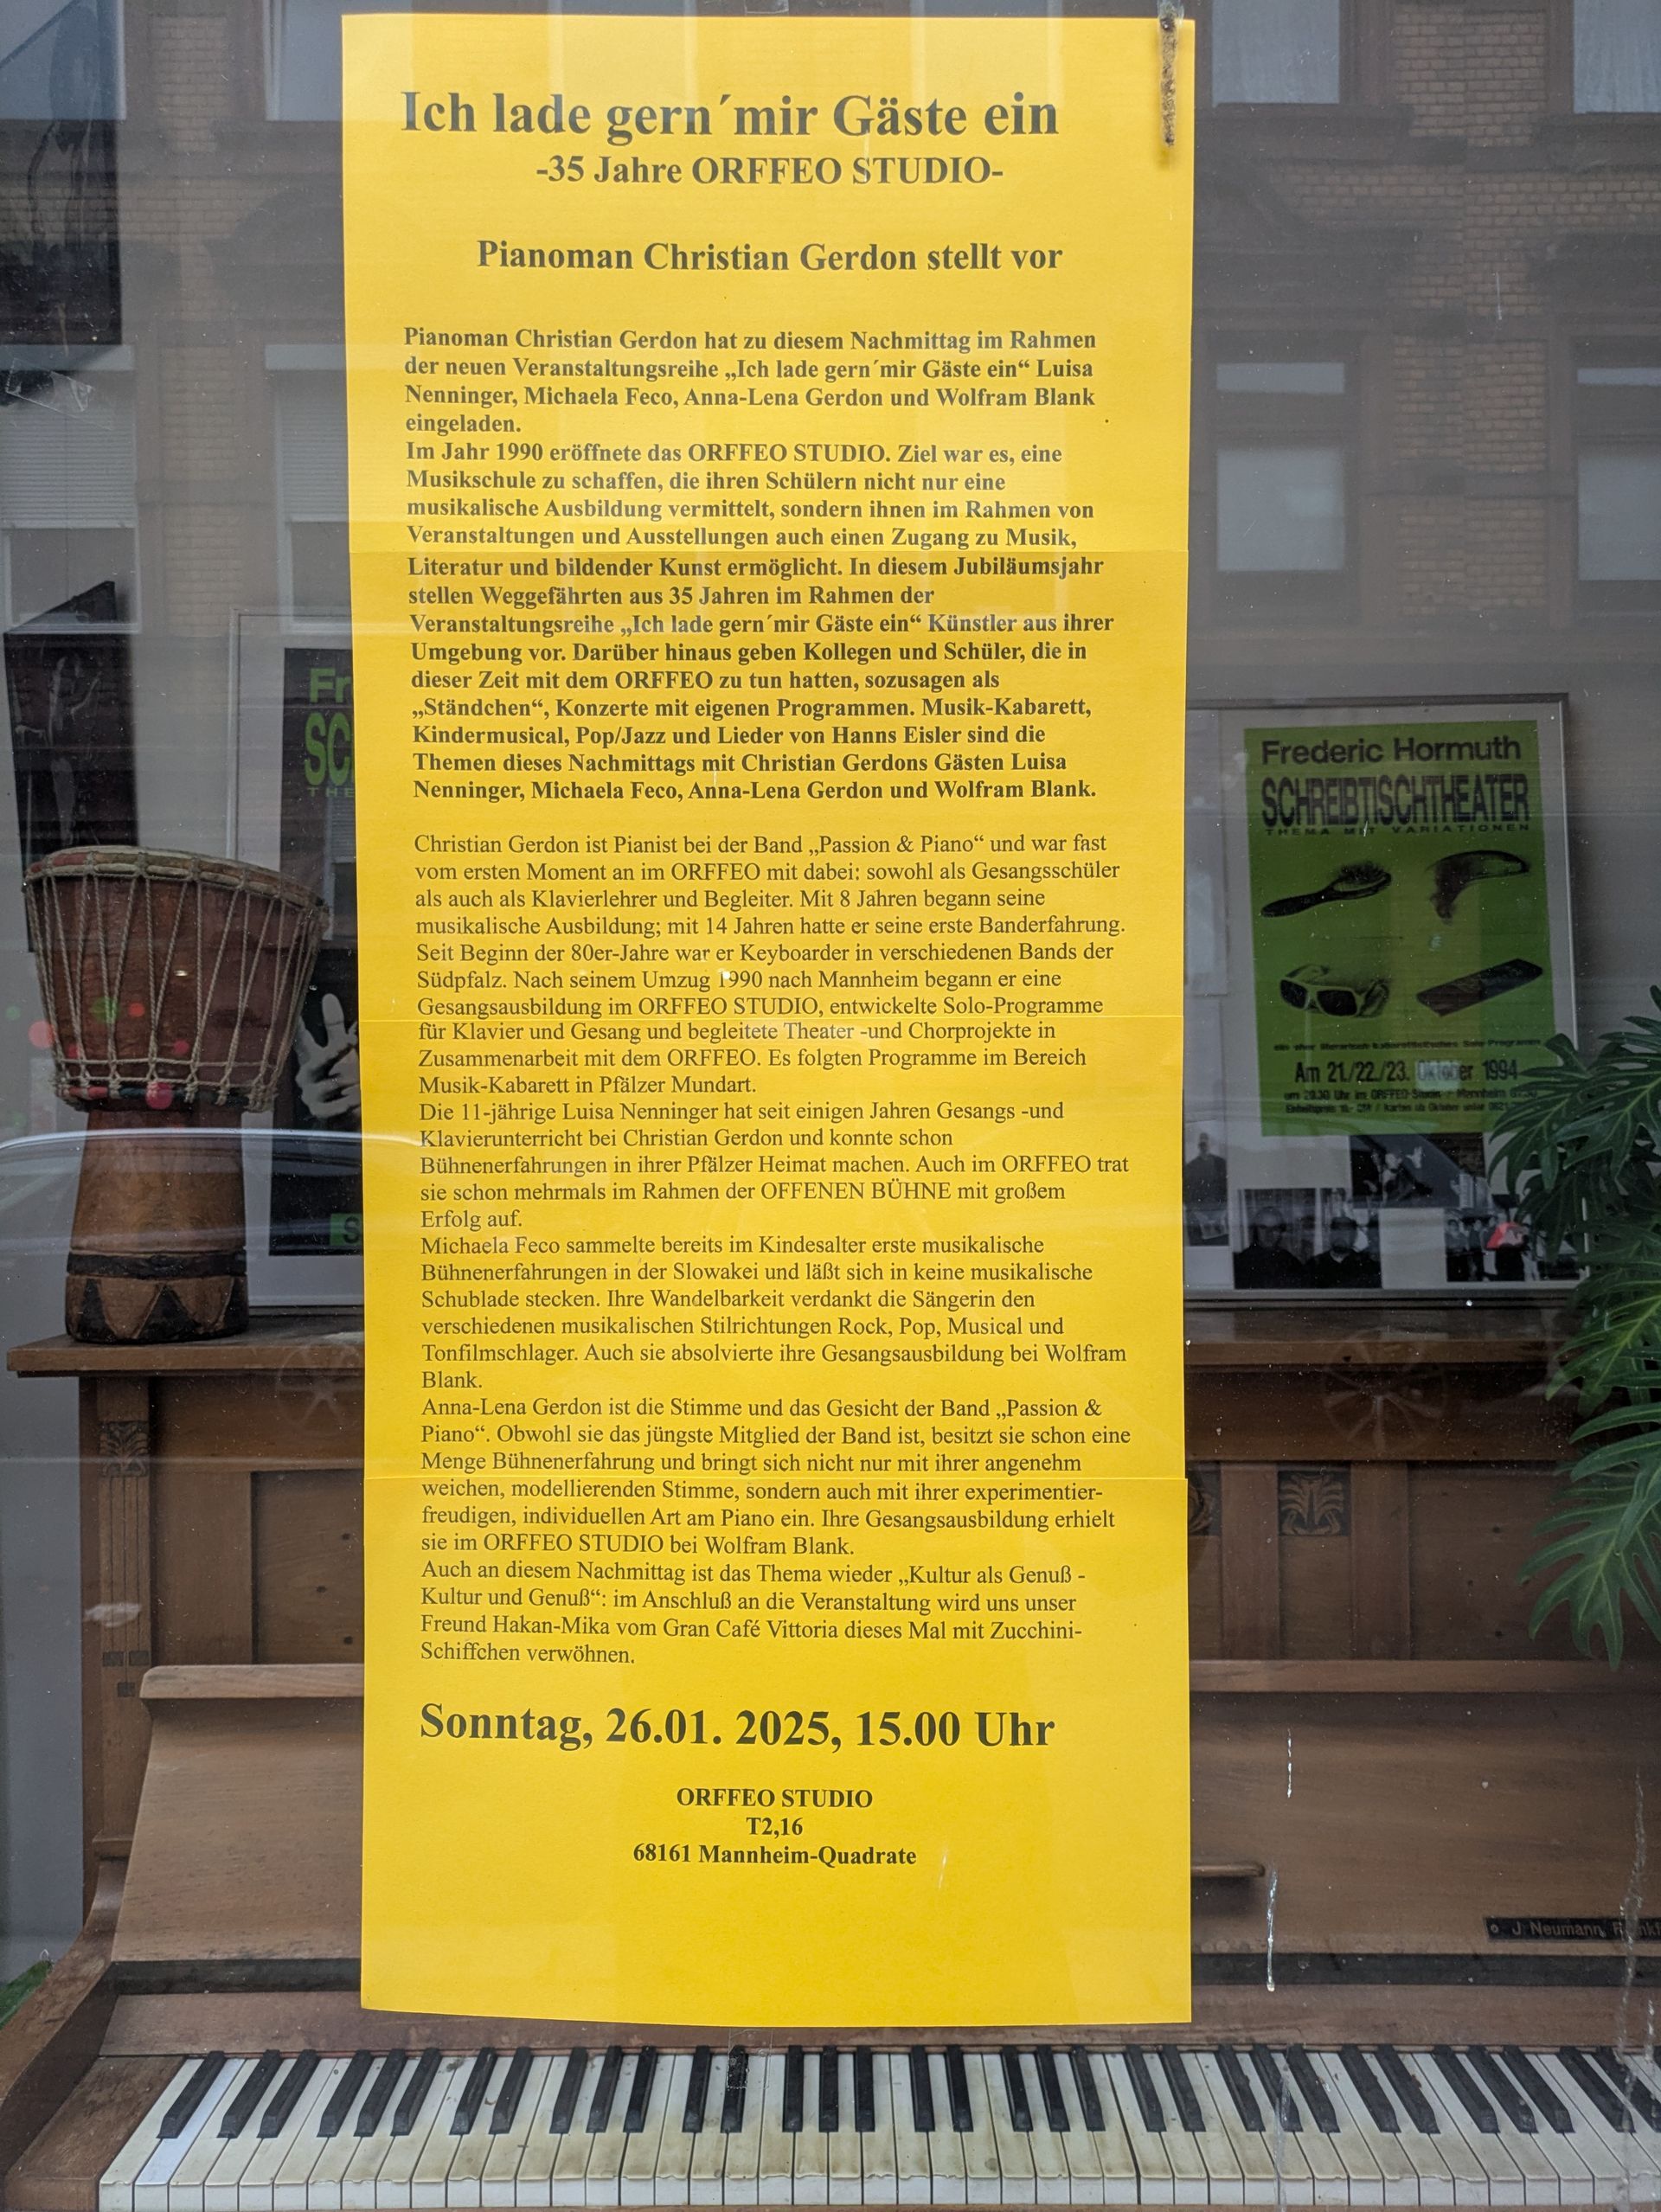 Ich lade gern´mir Gäste ein
-35 Jahre ORFFEO STUDIO-
Pianoman Christian Gerdon stellt vor
Pianoman Christian Gerdon hat zu diesem Nachmittag im Rahmen
der neuen Veranstaltungsreihe „Ich lade gern´mir Gäste ein“ Luisa
Nenninger, Michaela Feco, Anna-Lena Gerdon und Wolfram Blank
eingeladen.
Im Jahr 1990 eröffnete das ORFFEO STUDIO. Ziel war es, eine
Musikschule zu schaffen, die ihren Schülern nicht nur eine
musikalische Ausbildung vermittelt, sondern ihnen im Rahmen von
Veranstaltungen und Ausstellungen auch einen Zugang zu Musik,
Literatur und bildender Kunst ermöglicht. In diesem Jubiläumsjahr
stellen Weggefährten aus 35 Jahren im Rahmen der
Veranstaltungsreihe „Ich lade gern´mir Gäste ein“ Künstler aus ihrer
Umgebung vor. Darüber hinaus geben Kollegen und Schüler, die in
dieser Zeit mit dem ORFFEO zu tun hatten, sozusagen als
„Ständchen“, Konzerte mit eigenen Programmen. Musik-Kabarett,
Kindermusical, Pop/Jazz und Lieder von Hanns Eisler sind die
Themen dieses Nachmittags mit Christian Gerdons Gästen Luisa
Nenninger, Michaela Feco, Anna-Lena Gerdon und Wolfram Blank.
Christian Gerdon ist Pianist bei der Band „Passion & Piano“ und war fast
vom ersten Moment an im ORFFEO mit dabei: sowohl als Gesangsschüler
als auch als Klavierlehrer und Begleiter. Mit 8 Jahren begann seine
musikalische Ausbildung; mit 14 Jahren hatte er seine erste Banderfahrung.
Seit Beginn der 80er-Jahre war er Keyboarder in verschiedenen Bands der
Südpfalz. Nach seinem Umzug 1990 nach Mannheim begann er eine
Gesangsausbildung im ORFFEO STUDIO, entwickelte Solo-Programme
für Klavier und Gesang und begleitete Theater -und Chorprojekte in
Zusammenarbeit mit dem ORFFEO. Es folgten Programme im Bereich
Musik-Kabarett in Pfälzer Mundart.
Die 11-jährige Luisa Nenninger hat seit einigen Jahren Gesangs -und
Klavierunterricht bei Christian Gerdon und konnte schon
Bühnenerfahrungen in ihrer Pfälzer Heimat machen. Auch im ORFFEO trat
sie schon mehrmals im Rahmen der OFFENEN BÜHNE mit großem
Erfolg auf.
Michaela Feco sammelte bereits im Kindesalter erste musikalische
Bühnenerfahrungen in der Slowakei und läßt sich in keine musikalische
Schublade stecken. Ihre Wandelbarkeit verdankt die Sängerin den
verschiedenen musikalischen Stilrichtungen Rock, Pop, Musical und
Tonfilmschlager. Auch sie absolvierte ihre Gesangsausbildung bei Wolfram
Blank.
Anna-Lena Gerdon ist die Stimme und das Gesicht der Band „Passion &
Piano“. Obwohl sie das jüngste Mitglied der Band ist, besitzt sie schon eine
Menge Bühnenerfahrung und bringt sich nicht nur mit ihrer angenehm
weichen, modellierenden Stimme, sondern auch mit ihrer experimentier-
freudigen, individuellen Art am Piano ein. Ihre Gesangsausbildung erhielt
sie im ORFFEO STUDIO bei Wolfram Blank.
Auch an diesem Nachmittag ist das Thema wieder „Kultur als Genuß -
Kultur und Genuß“: im Anschluß an die Veranstaltung wird uns unser
Freund Hakan-Mika vom Gran Café Vittoria dieses Mal mit Zucchini-
Schiffchen verwöhnen.
Sonntag, 26.01. 2025, 15.00 Uhr
ORFFEO STUDIO
T2,16
68161 Mannheim-Quadrate
Fr
SC
THE
S
Frederic Hormuth
SCHREIBTISCHTHEATER
THEMA MIT VARIATIONEN
Am 21./22./23. Oktober 1994
J. Neumann,